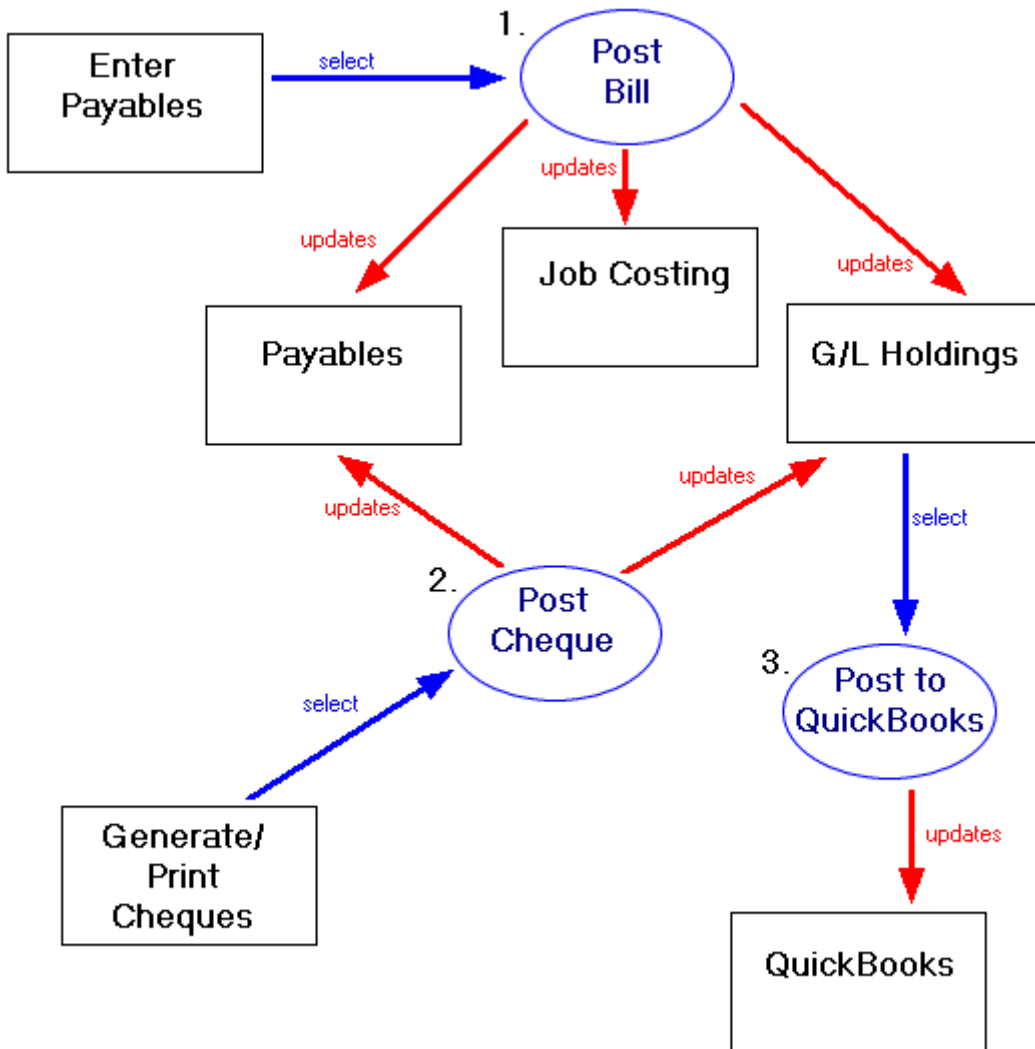 1.
Post
Bill
Enter
Payables
select
updates
updates
updates
Job Costing
Payables
G/L Holdings
updates
updates
select
2.
Post
Cheque
3.
Post to
QuickBooks
select
Generate/
Print
Cheques
updates
QuickBooks